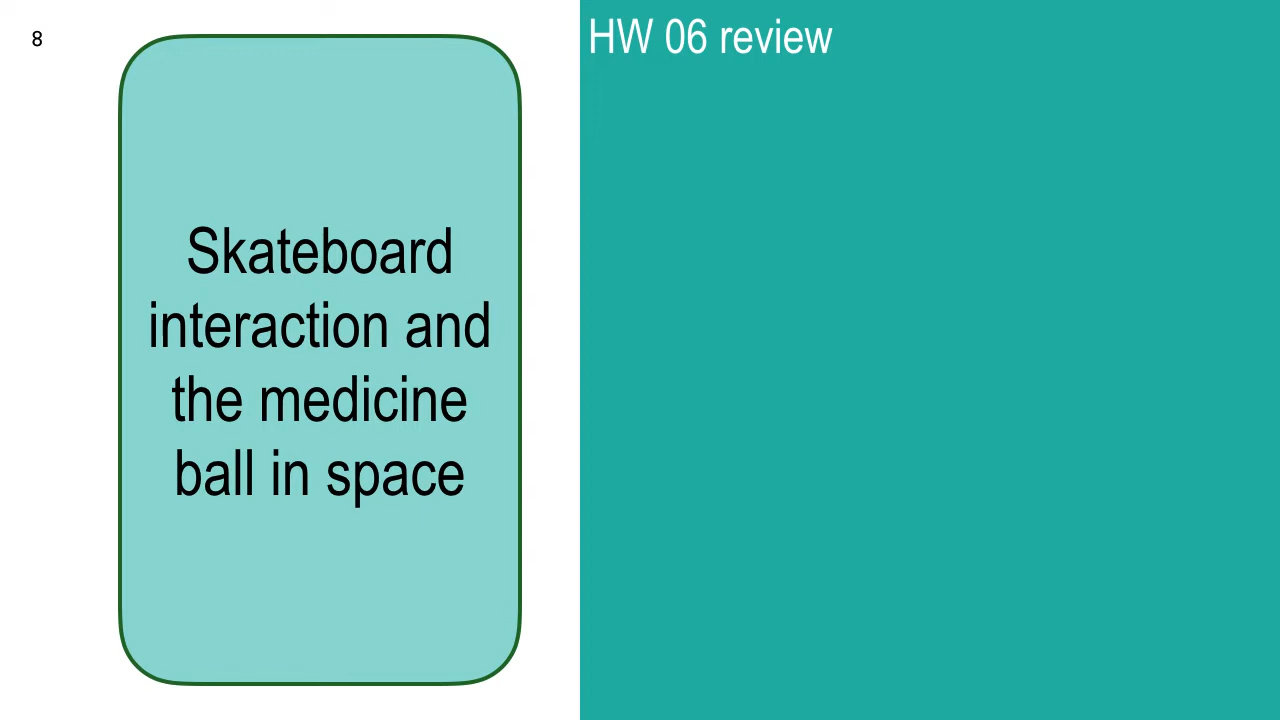 8
Skateboard
interaction and
the medicine
ball in space
HW 06 review